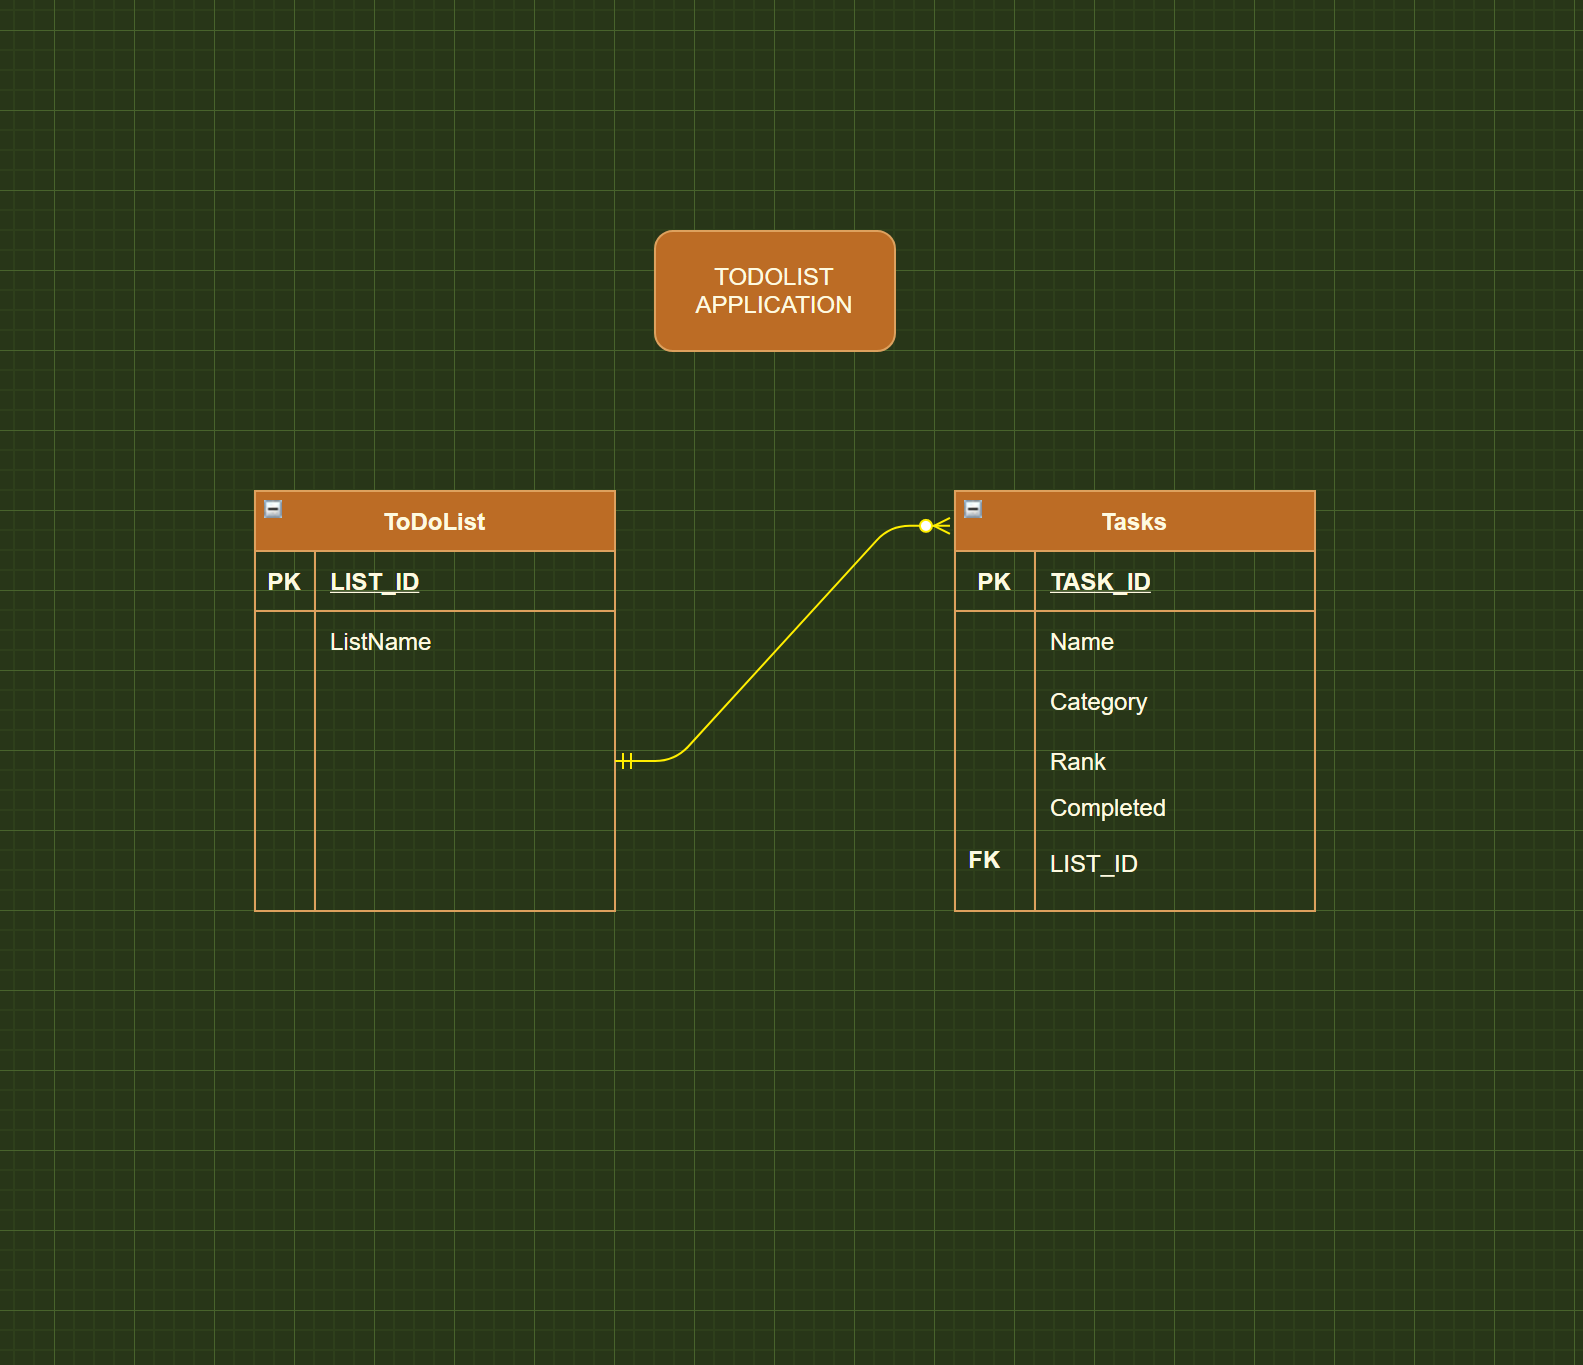 TODOLIST
APPLICATION
ToDoList
PK LIST_ID
ListName
Tasks
PK TASK_ID
Name
Category
Rank
Completed
FK LIST_ID